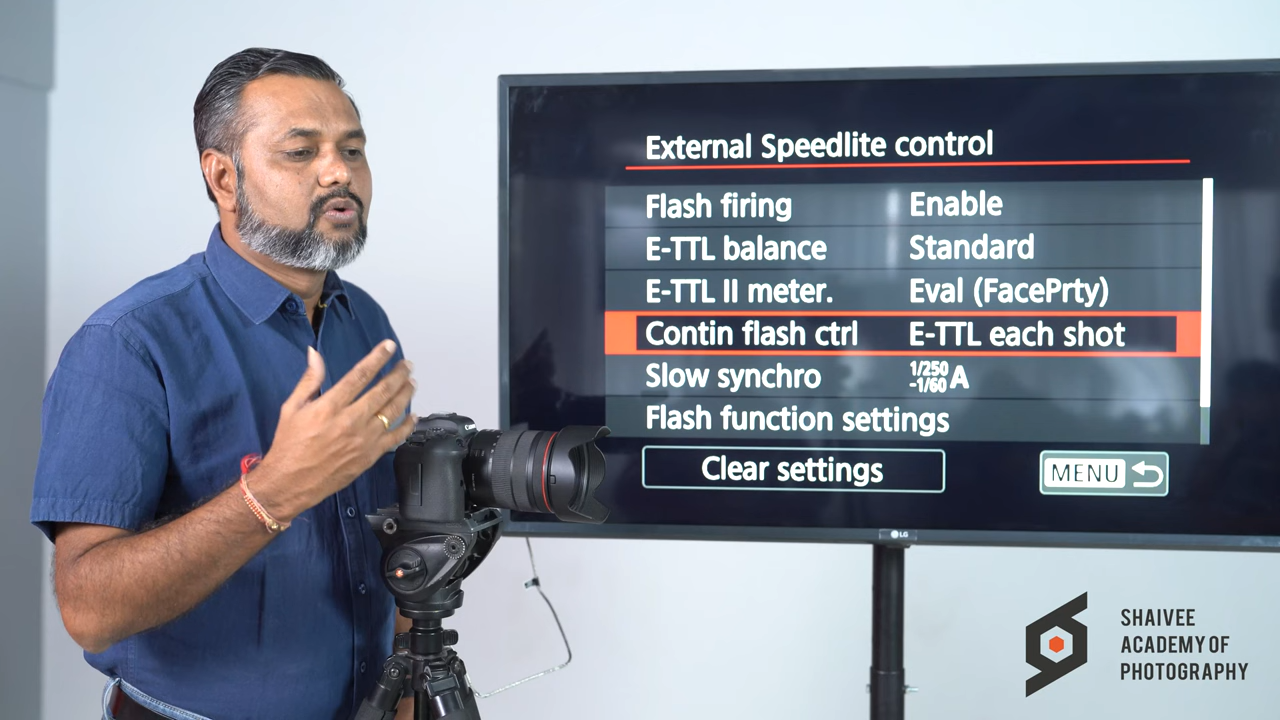 External Speedlite control
Flash firing Enable
E-TTL balance Standard
E-TTL II meter. Eval (FacePrty)
Contin flash ctrl E-TTL each shot
Slow synchro 1/250
-1/60 A
Flash function settings
Clear settings
MENU
Canon
LG
SHAIVEE
ACADEMY OF
PHOTOGRAPHY